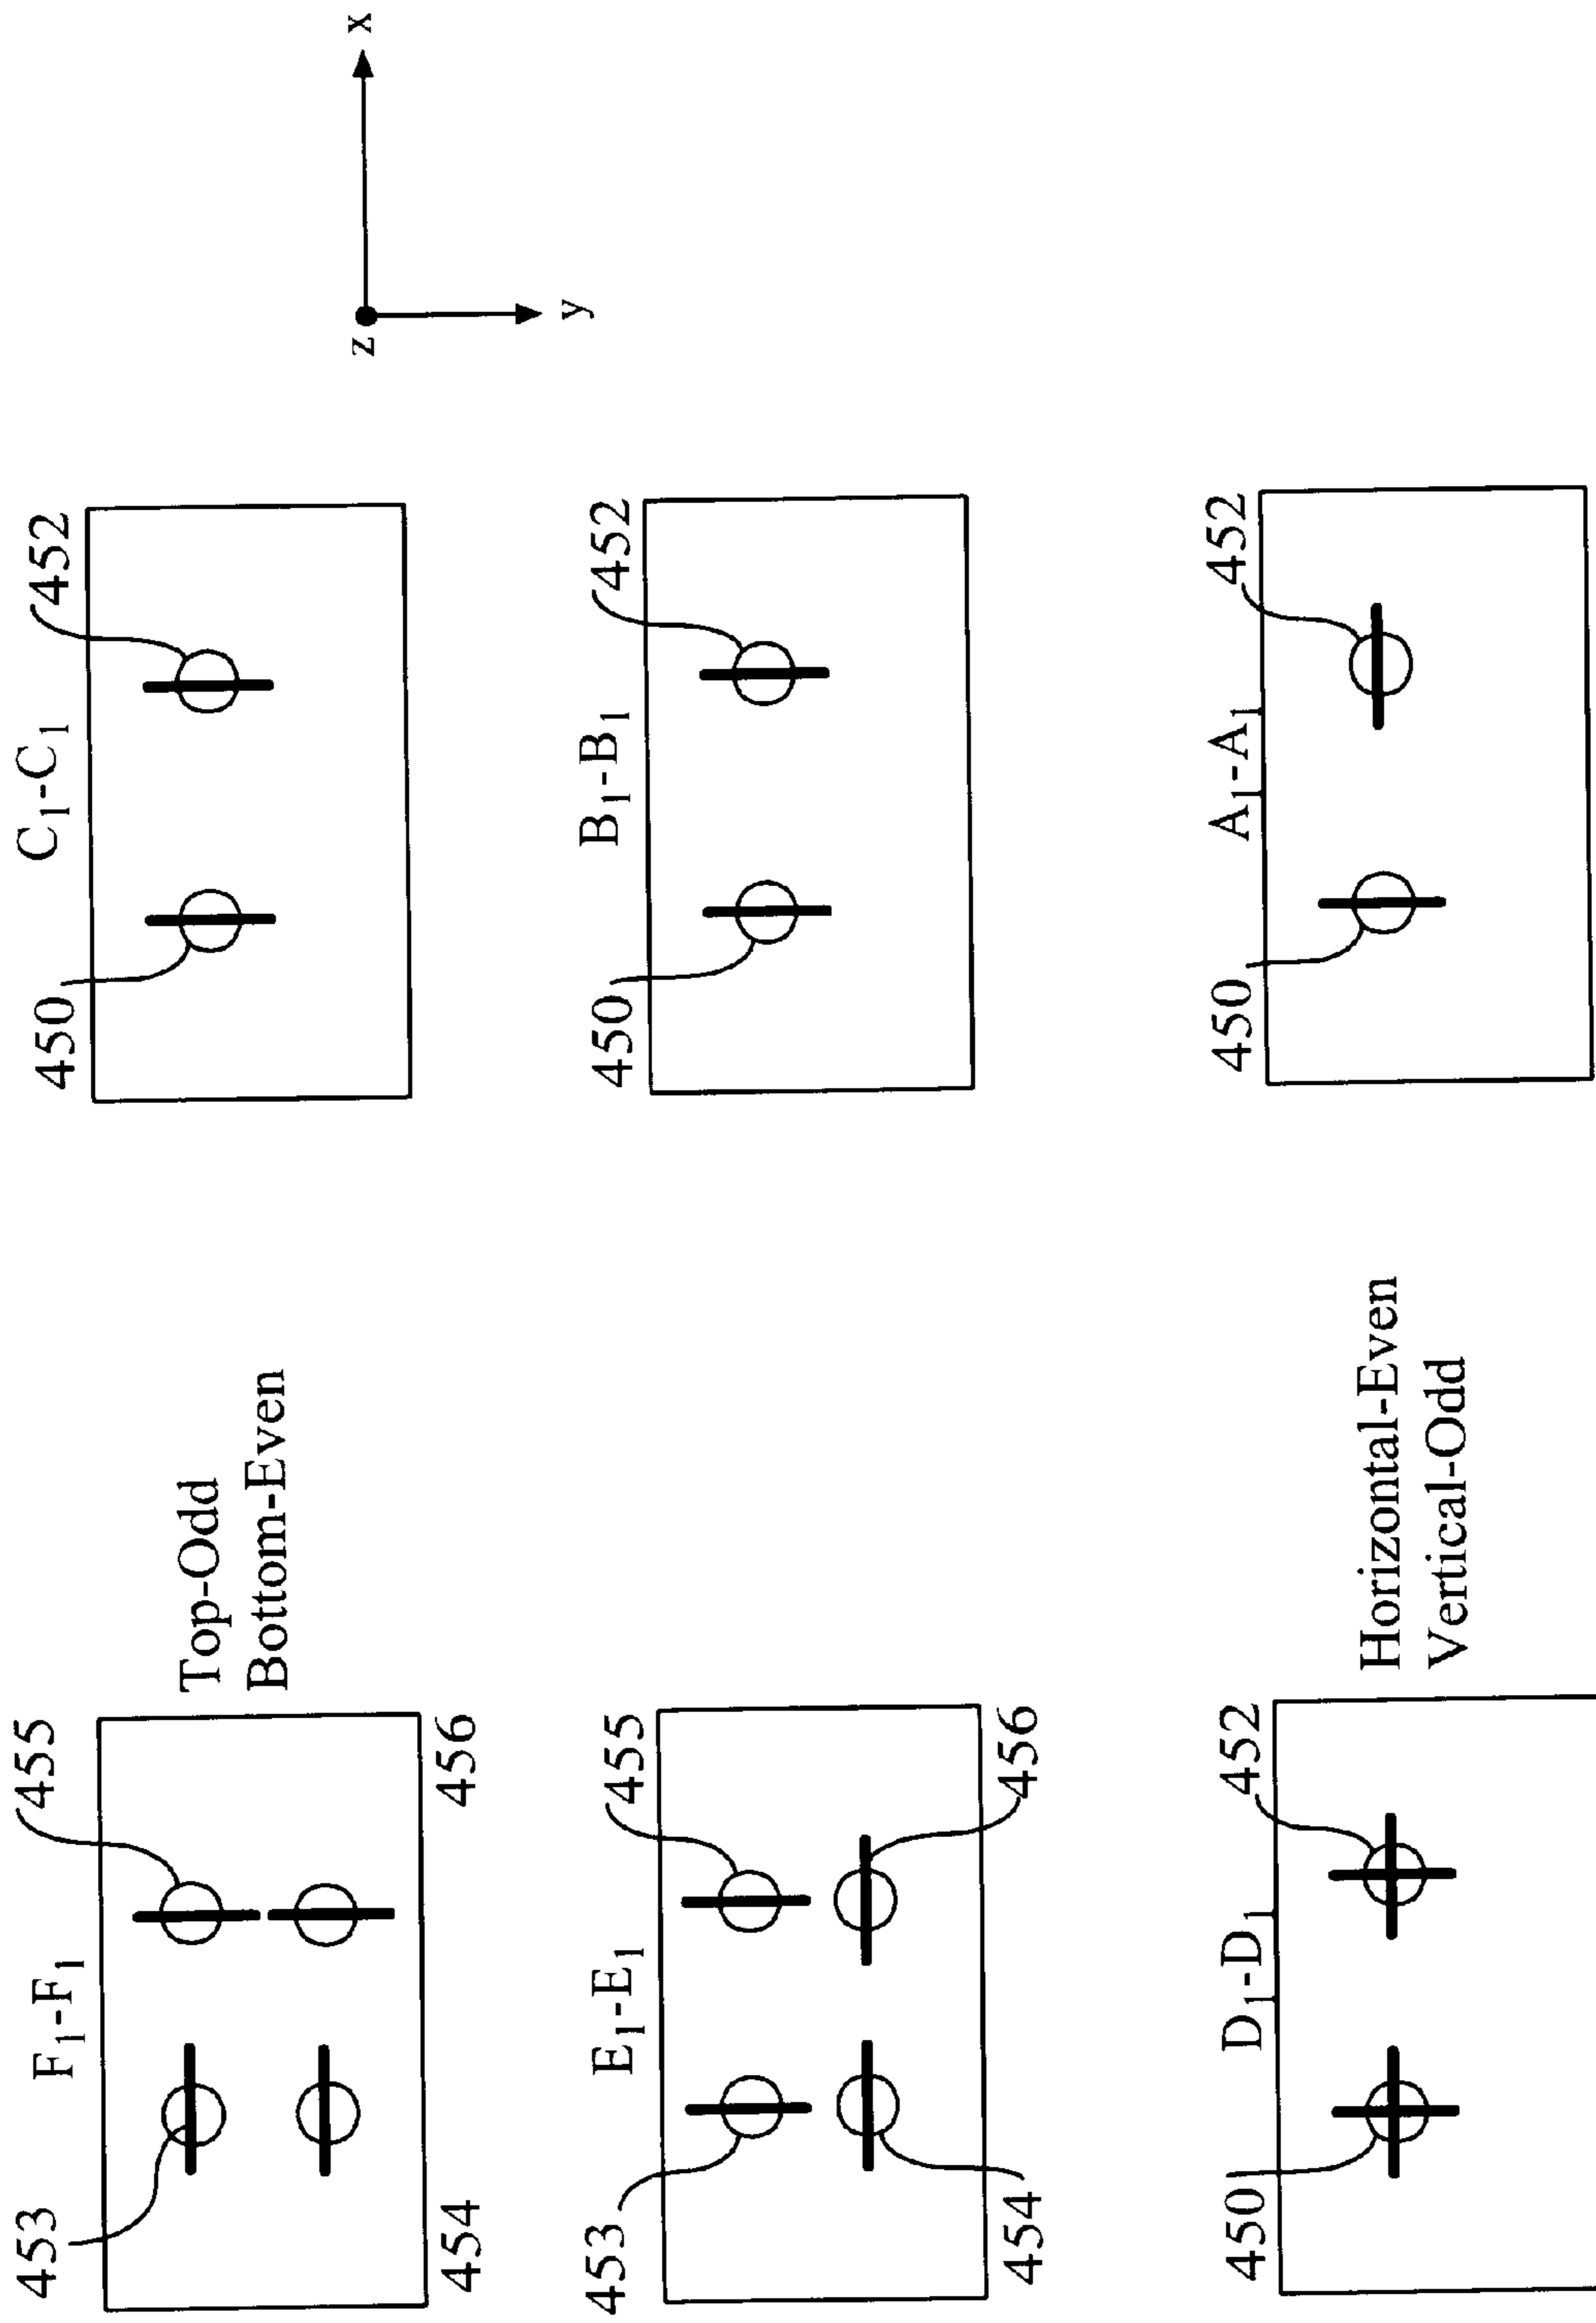 453
F₁-F₁
455
Top-Odd
Bottom-Even
454
456
450
C₁-C₁
452
z
x
y
453
E₁-E₁
455
454
456
450
B₁-B₁
452
450
D₁-D₁
452
Horizontal-Even
Vertical-Odd
450
A₁-A₁
452